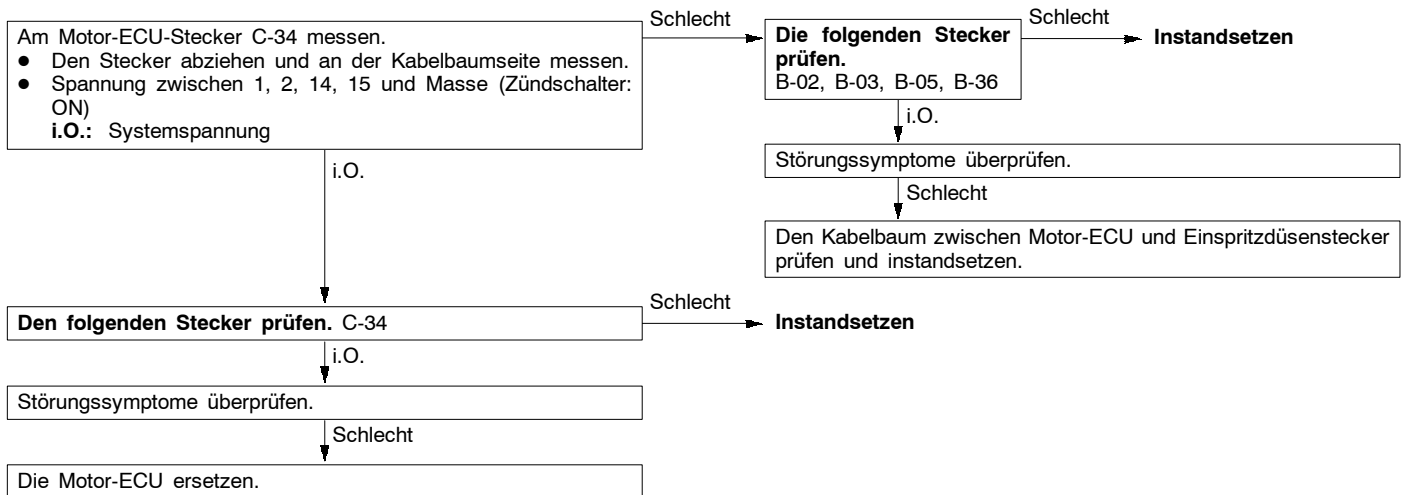 Am Motor-ECU-Stecker C-34 messen.
● Den Stecker abziehen und an der Kabelbaumseite messen.
● Spannung zwischen 1, 2, 14, 15 und Masse (Zündschalter:
ON)
i.O.: Systemspannung
Schlecht
Die folgenden Stecker
prüfen.
B-02, B-03, B-05, B-36
Schlecht
Instandsetzen
i.O.
Störungssymptome überprüfen.
Schlecht
Den Kabelbaum zwischen Motor-ECU und Einspritzdüsenstecker
prüfen und instandsetzen.
i.O.
Den folgenden Stecker prüfen. C-34
Schlecht
Instandsetzen
i.O.
Störungssymptome überprüfen.
Schlecht
Die Motor-ECU ersetzen.